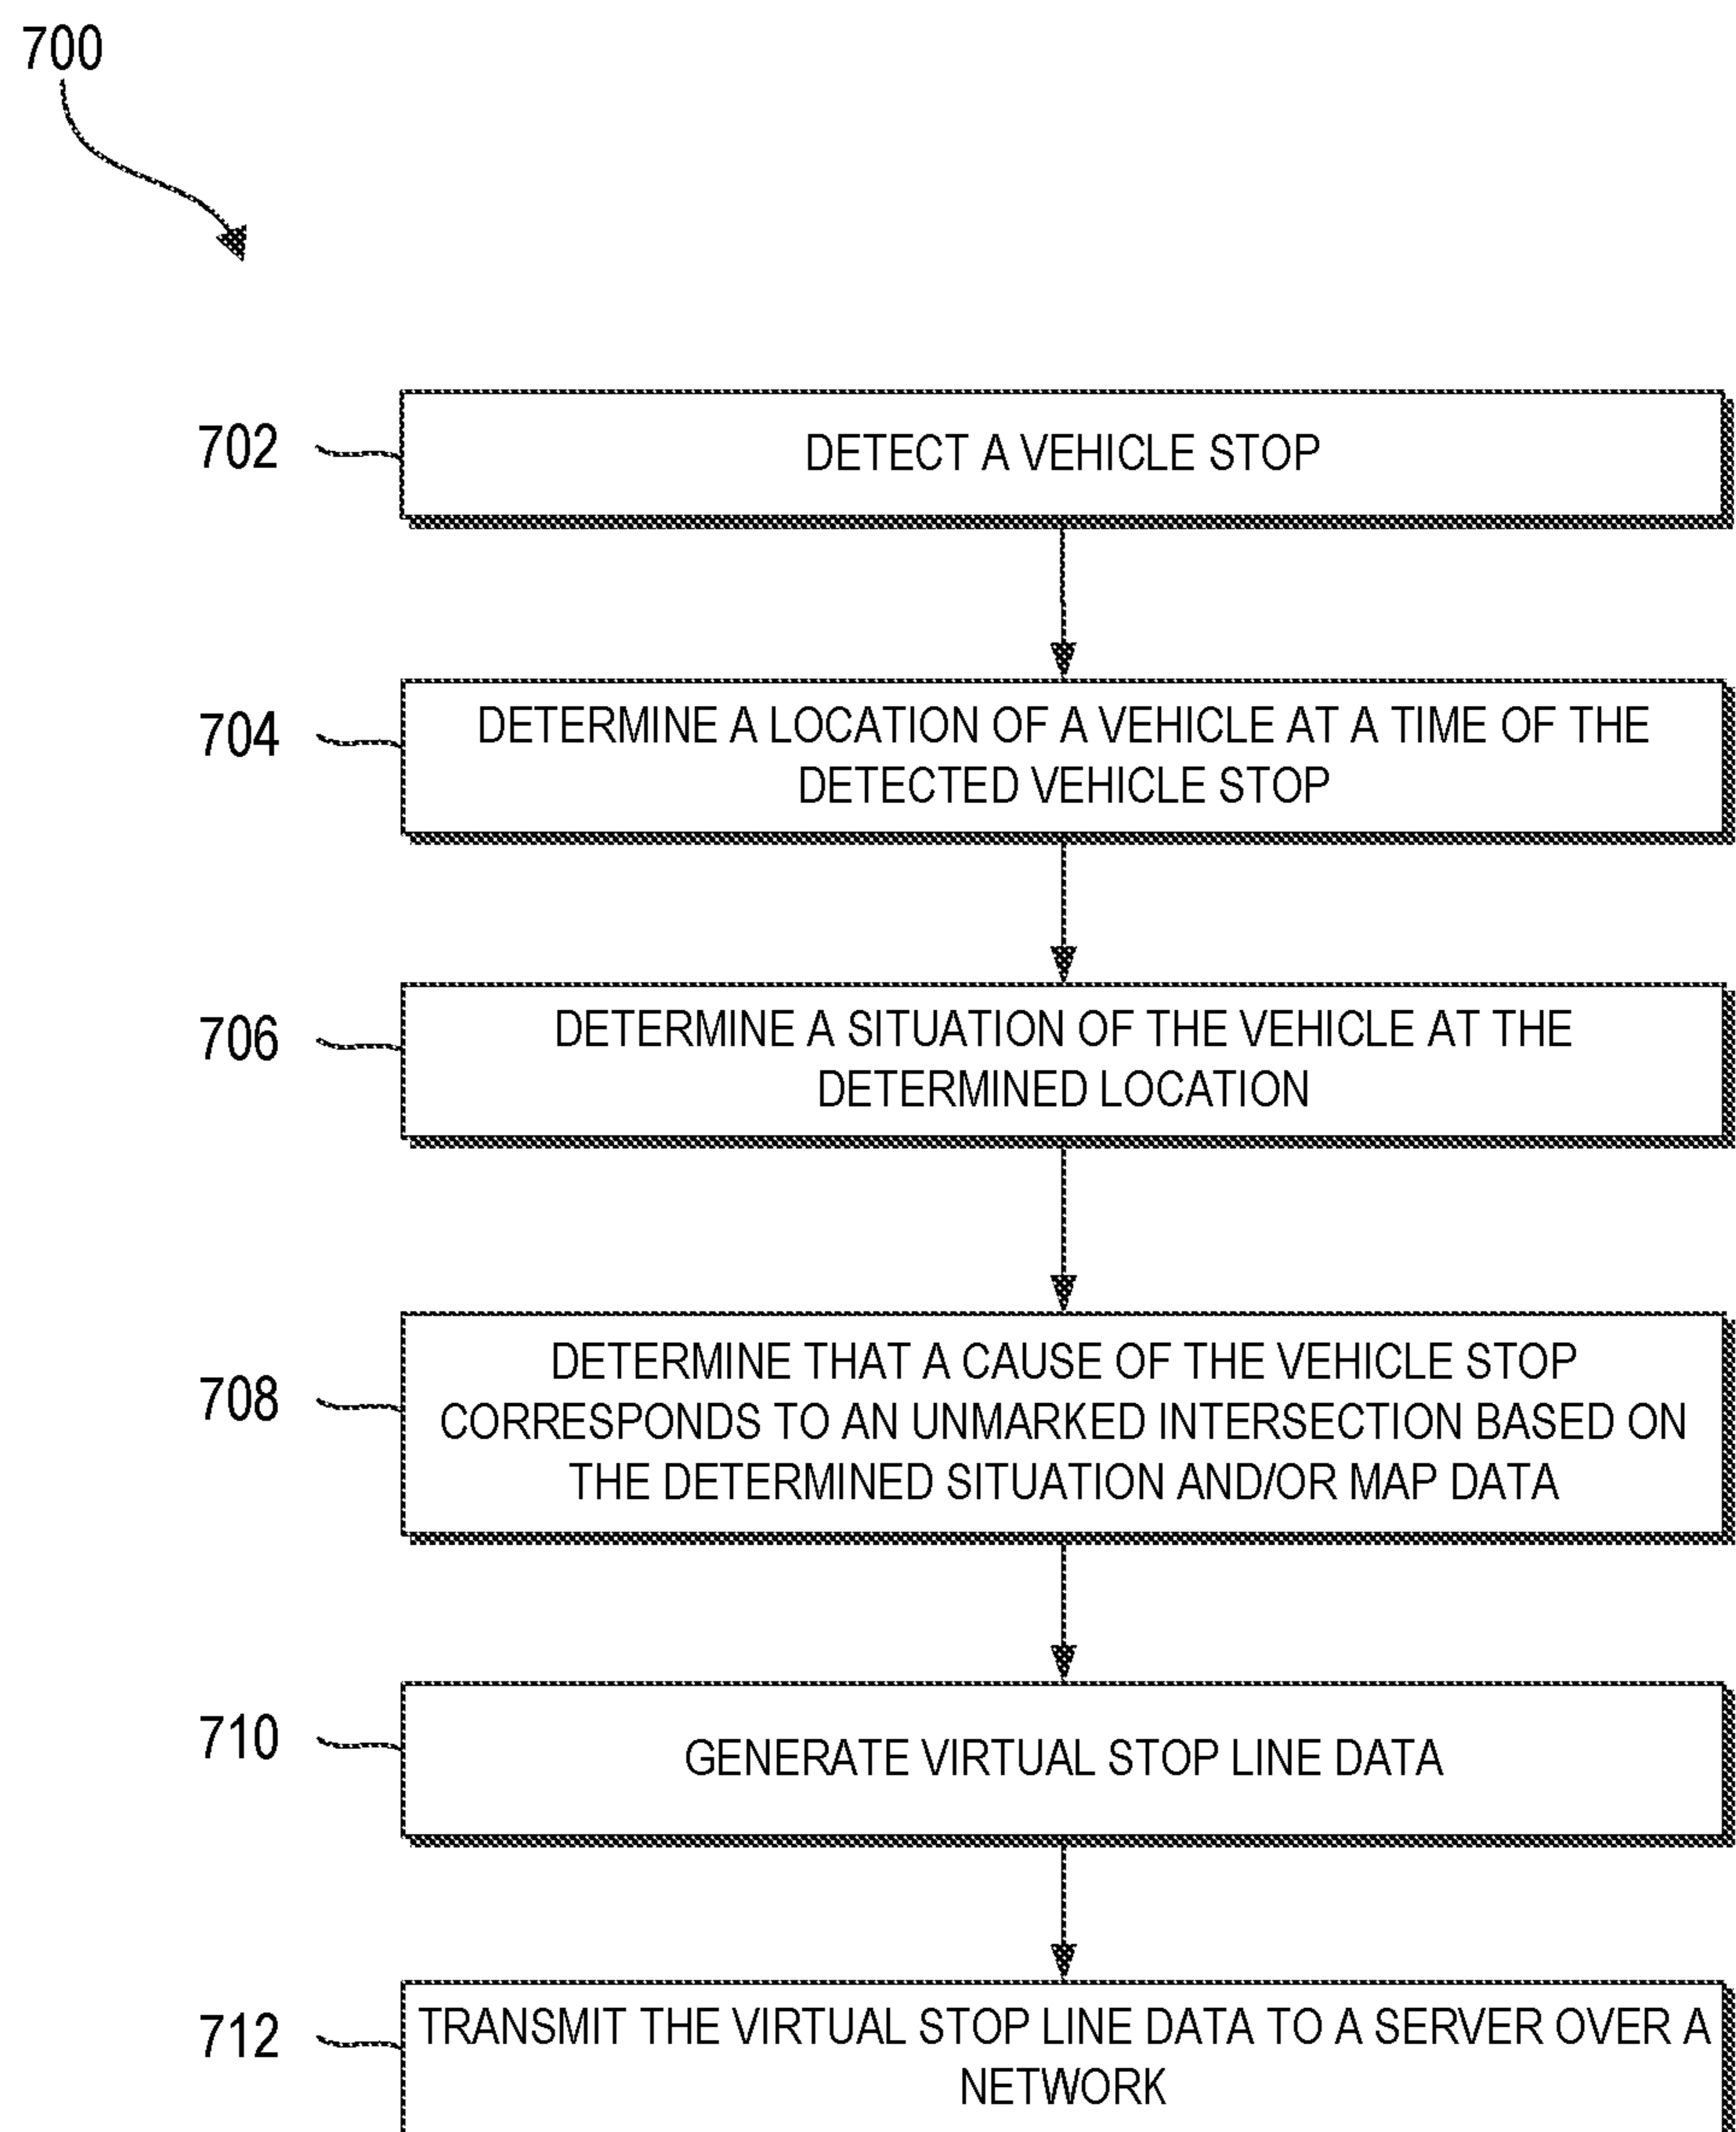 700
702
DETECT A VEHICLE STOP
704
DETERMINE A LOCATION OF A VEHICLE AT A TIME OF THE
DETECTED VEHICLE STOP
706
DETERMINE A SITUATION OF THE VEHICLE AT THE
DETERMINED LOCATION
708
DETERMINE THAT A CAUSE OF THE VEHICLE STOP
CORRESPONDS TO AN UNMARKED INTERSECTION BASED ON
THE DETERMINED SITUATION AND/OR MAP DATA
710
GENERATE VIRTUAL STOP LINE DATA
712
TRANSMIT THE VIRTUAL STOP LINE DATA TO A SERVER OVER A
NETWORK